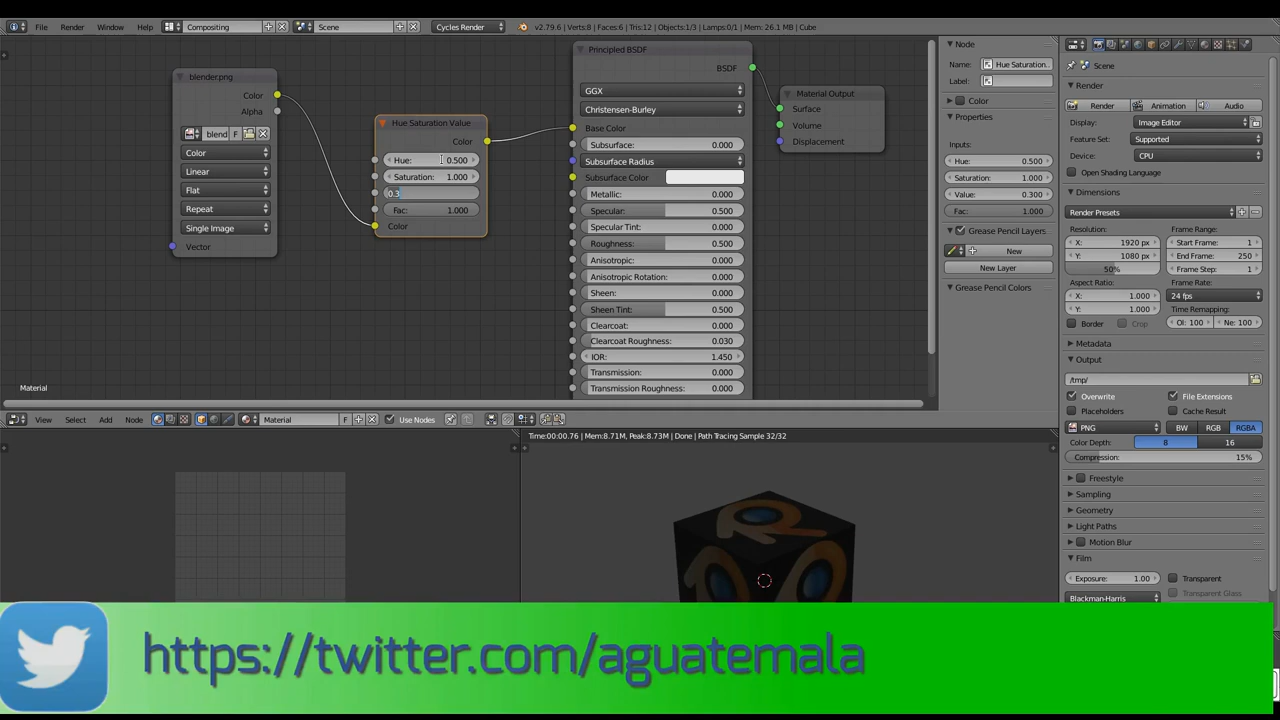 File Render Window Help Compositing Scene Cycles Render v2.79.6 | Verts:8 | Faces:6 | Tris:12 | Objects:1/3 | Lamps:0/1 | Mem: 26.1 MB | Cube
blender.png
Color
Alpha
blend F
Color
Linear
Flat
Repeat
Single Image
Vector
Hue Saturation Value
Color
Hue: 0.500
Saturation: 1.000
0.3
Fac: 1.000
Color
Principled BSDF
BSDF
GGX
Christensen-Burley
Base Color
Subsurface: 0.000
Subsurface Radius
Subsurface Color
Metallic: 0.000
Specular: 0.500
Specular Tint: 0.000
Roughness: 0.500
Anisotropic: 0.000
Anisotropic Rotation: 0.000
Sheen: 0.000
Sheen Tint: 0.500
Clearcoat: 0.000
Clearcoat Roughness: 0.030
IOR: 1.450
Transmission: 0.000
Transmission Roughness: 0.000
Material Output
Surface
Volume
Displacement
Material
Node
Name: Hue Saturation..
Label:
Color
Properties
Inputs:
Hue: 0.500
Saturation: 1.000
Value: 0.300
Fac: 1.000
Grease Pencil Layers
New
New Layer
Grease Pencil Colors
Scene
Render
Render Animation Audio
Display: Image Editor
Feature Set: Supported
Device: CPU
Open Shading Language
Dimensions
Render Presets
Resolution: Frame Range:
X: 1920 px Start Frame: 1
Y: 1080 px End Frame: 250
50% Frame Step: 1
Aspect Ratio: Frame Rate:
X: 1.000 24 fps
Y: 1.000 Time Remapping:
Border Crop Ol: 100 Ne: 100
Metadata
Output
/tmp/
Overwrite File Extensions
Placeholders Cache Result
PNG BW RGB RGBA
Color Depth: 8 16
Compression: 15%
Freestyle
Sampling
Geometry
Light Paths
Motion Blur
Film
Exposure: 1.00 Transparent
Blackman-Harris Transparent Glass
View Select Add Node Material F Use Nodes
Time:00:00.76 | Mem:8.71M, Peak:8.73M | Done | Path Tracing Sample 32/32
https://twitter.com/aguatemala